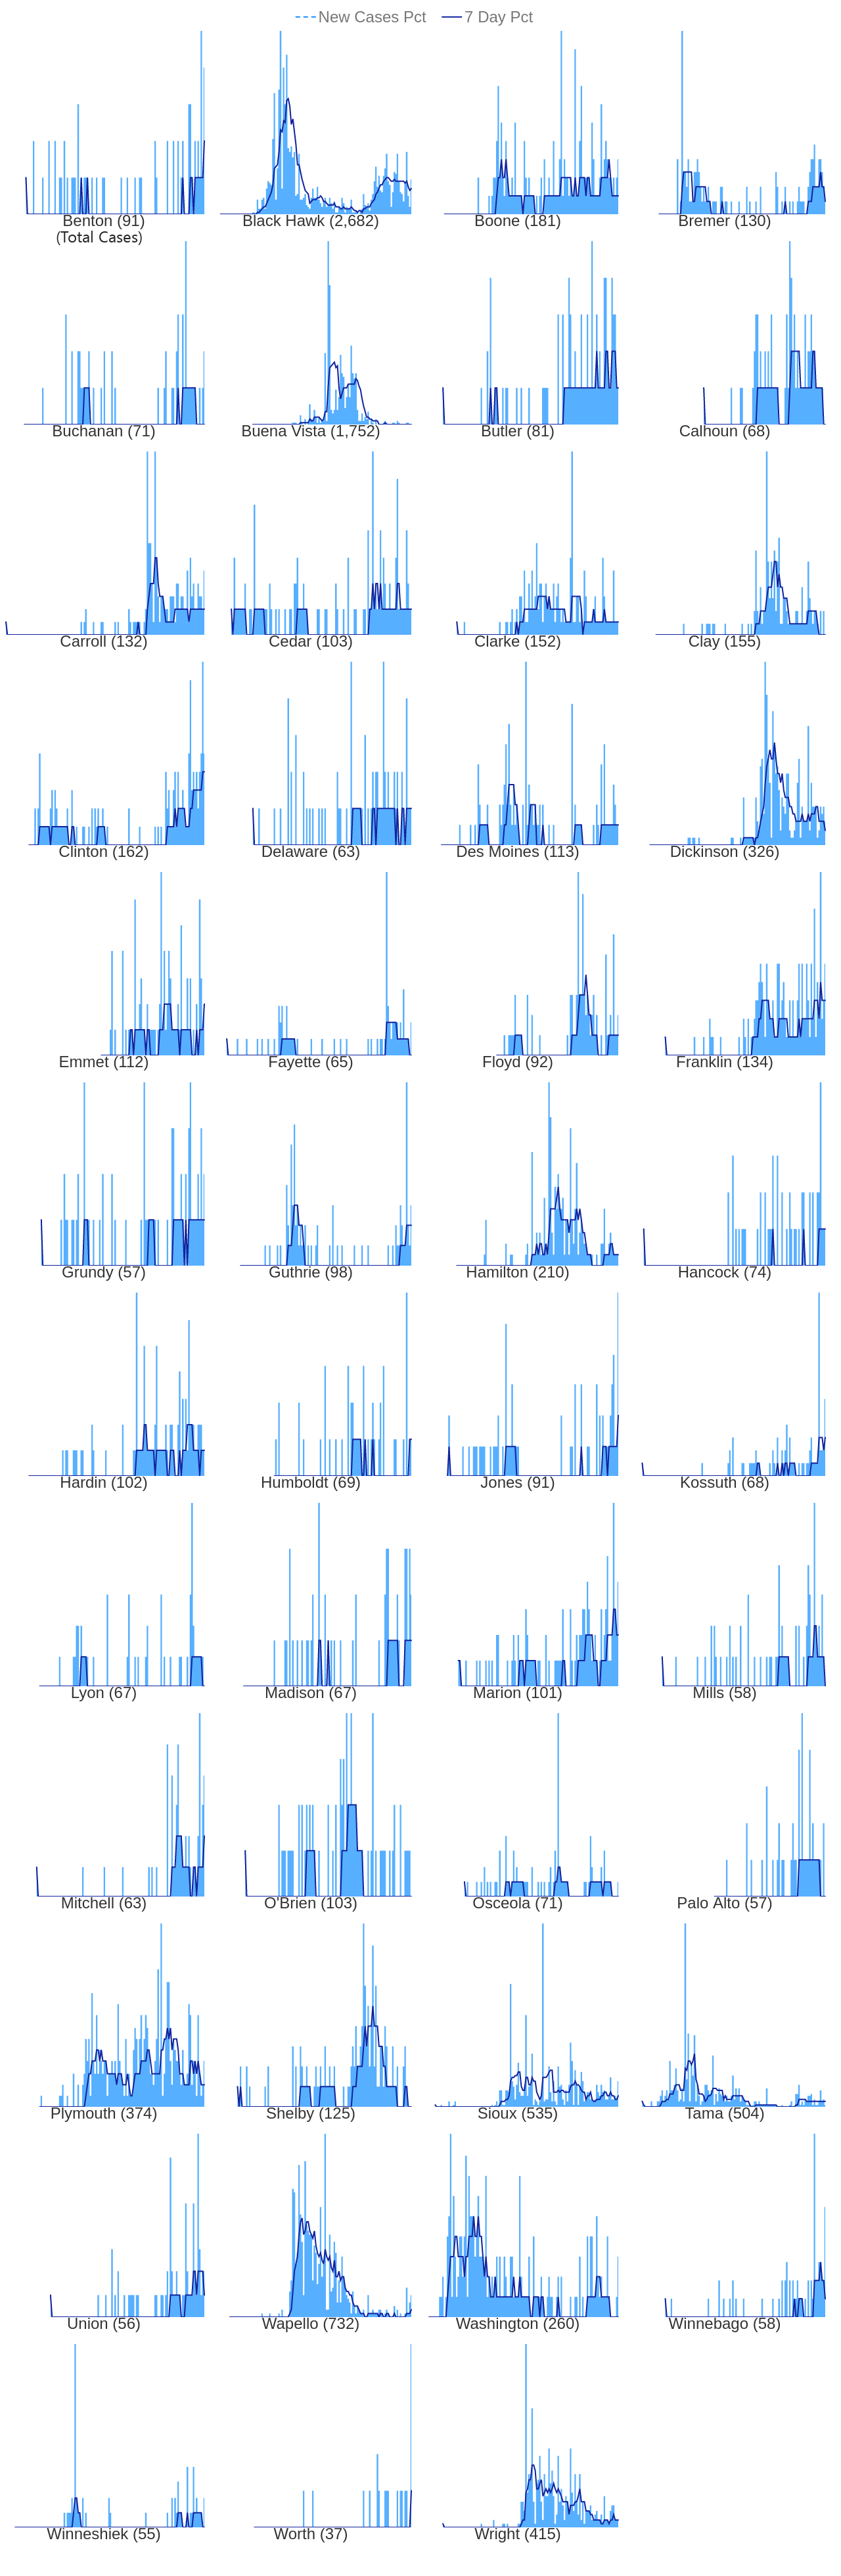 New Cases Pct 7 Day Pct
Benton (91) Black Hawk (2,682) Boone (181) Bremer (130)
(Total Cases)
Buchanan (71) Buena Vista (1,752) Butler (81) Calhoun (68)
Carroll (132) Cedar (103) Clarke (152) Clay (155)
Clinton (162) Delaware (63) Des Moines (113) Dickinson (326)
Emmet (112) Fayette (65) Floyd (92) Franklin (134)
Grundy (57) Guthrie (98) Hamilton (210) Hancock (74)
Hardin (102) Humboldt (69) Jones (91) Kossuth (68)
Lyon (67) Madison (67) Marion (101) Mills (58)
Mitchell (63) O'Brien (103) Osceola (71) Palo Alto (57)
Plymouth (374) Shelby (125) Sioux (535) Tama (504)
Union (56) Wapello (732) Washington (260) Winnebago (58)
Winneshiek (55) Worth (37) Wright (415)